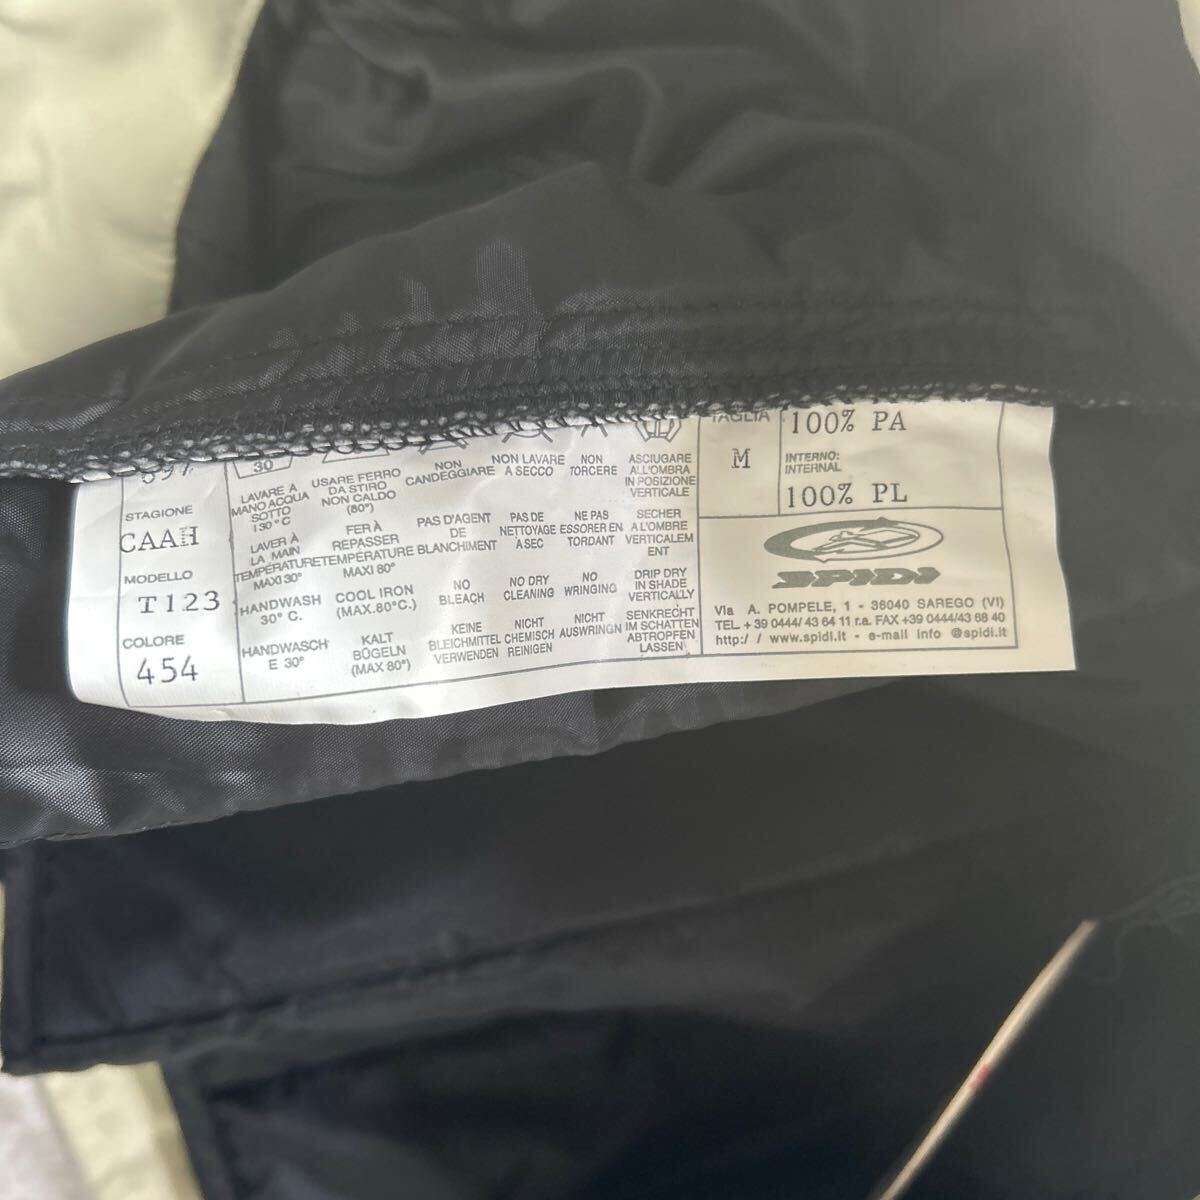 STAGIONE
CAAH
MODELLO
T123
COLORE
454
30
LAVARE A
MANO ACQUA
SOTTO
130°C
USARE FERRO
DA STIRO
NON CALDO
(80°)
NON
CANDEGGIARE
NON LAVARE
A SECCO
NON
TORCERE
ASCIUGARE
ALL'OMBRA
IN POSIZIONE
VERTICALE
LAVER À
LA MAIN
TEMPÉRATURE
MAXI 30°
FER À
REPASSER
TEMPÉRATURE
MAXI 80°
PAS D'AGENT
DE
BLANCHIMENT
PAS DE
NETTOYAGE
À SEC
NE PAS
ESSORER EN
TORDANT
SECHER
A L'OMBRE
VERTICALEM
ENT
HANDWASH
30° C.
COOL IRON
(MAX.80°C.)
NO
BLEACH
NO DRY
CLEANING
NO
WRINGING
DRIP DRY
IN SHADE
VERTICALLY
HANDWASCH
E 30°
KALT
BÜGELN
(MAX 80°)
KEINE
BLEICHMITTEL
VERWENDEN
NICHT
CHEMISCH
REINIGEN
NICHT
AUSWRINGN
SENKRECHT
IM SCHATTEN
ABTROPFEN
LASSEN
TAGLIA
M
100% PA
INTERNO:
INTERNAL
100% PL
SPIDI
Via A. POMPELE, 1 - 36040 SAREGO (VI)
TEL + 39 0444/ 43 64 11 r.a. FAX +39 0444/43 68 40
http:/ / www.spidi.it - e-mail info @spidi.it